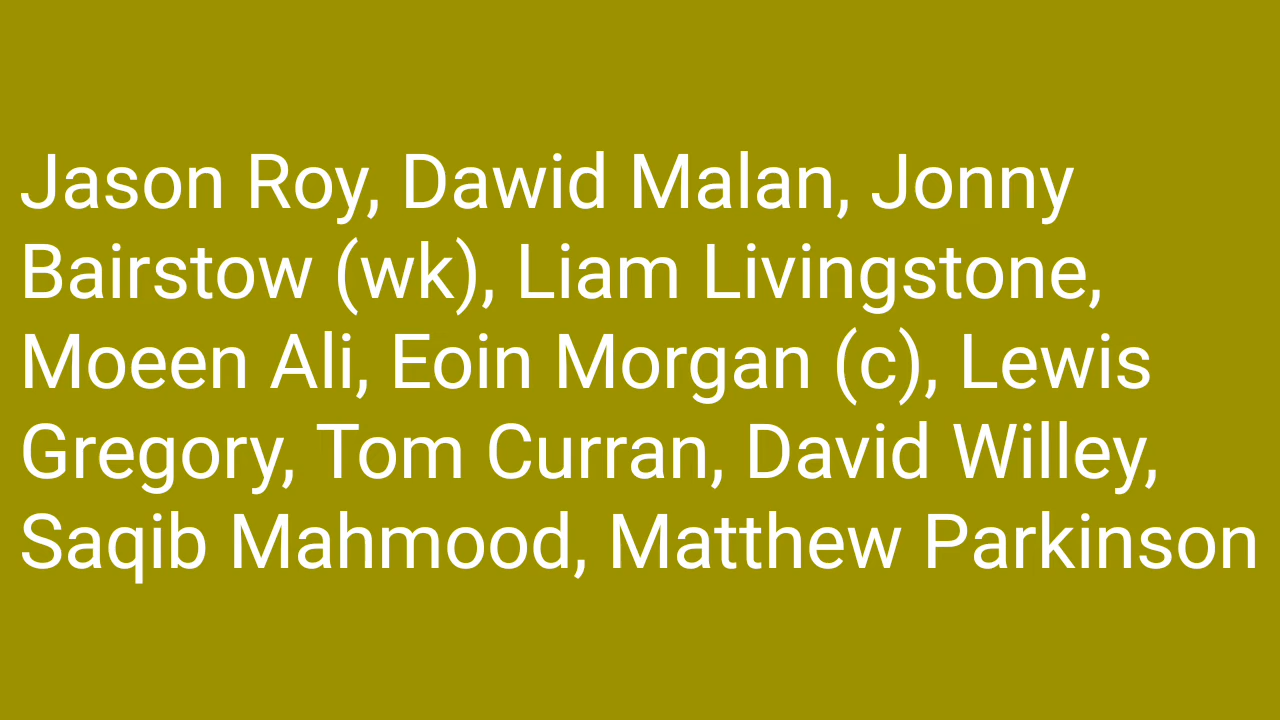 Jason Roy, Dawid Malan, Jonny
Bairstow (wk), Liam Livingstone,
Moeen Ali, Eoin Morgan (c), Lewis
Gregory, Tom Curran, David Willey,
Saqib Mahmood, Matthew Parkinson